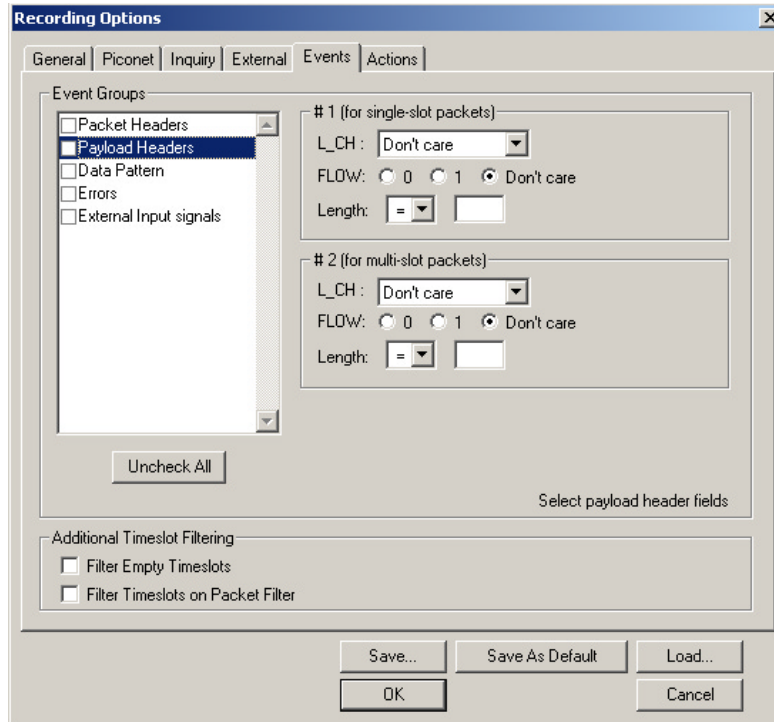 Recording Options
General Piconet Inquiry External Events Actions
Event Groups
Packet Headers
Payload Headers
Data Pattern
Errors
External Input signals
Uncheck All
# 1 (for single-slot packets)
L_CH : Don't care
FLOW: 0 1 Don't care
Length: =
# 2 (for multi-slot packets)
L_CH : Don't care
FLOW: 0 1 Don't care
Length: =
Select payload header fields
Additional Timeslot Filtering
Filter Empty Timeslots
Filter Timeslots on Packet Filter
Save... Save As Default Load...
OK Cancel